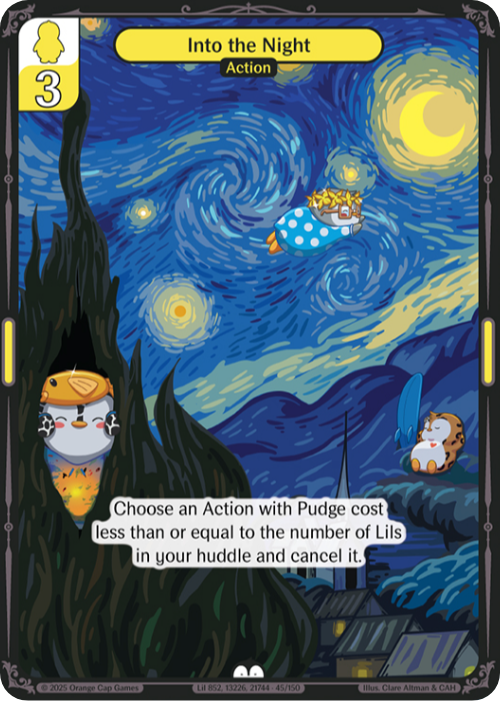 3
Into the Night
Action
Choose an Action with Pudge cost
less than or equal to the number of Lils
in your huddle and cancel it.
© 2025 Orange Cap Games
Lil 852, 13226, 21744 - 45/150
Illus. Clare Altman & CAH